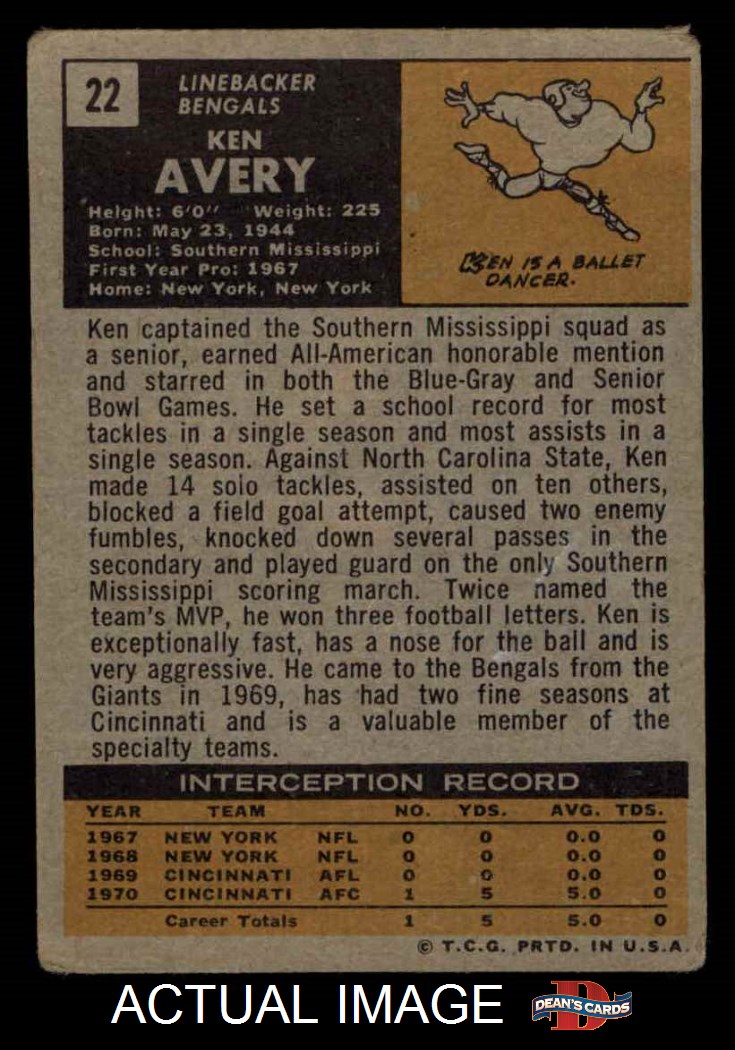 22
LINEBACKER
BENGALS
KEN
AVERY
Height: 6'0" Weight: 225
Born: May 23, 1944
School: Southern Mississippi
First Year Pro: 1967
Home: New York, New York
KEN IS A BALLET
DANCER.
Ken captained the Southern Mississippi squad as
a senior, earned All-American honorable mention
and starred in both the Blue-Gray and Senior
Bowl Games. He set a school record for most
tackles in a single season and most assists in a
single season. Against North Carolina State, Ken
made 14 solo tackles, assisted on ten others,
blocked a field goal attempt, caused two enemy
fumbles, knocked down several passes in the
secondary and played guard on the only Southern
Mississippi scoring march. Twice named the
team's MVP, he won three football letters. Ken is
exceptionally fast, has a nose for the ball and is
very aggressive. He came to the Bengals from the
Giants in 1969, has had two fine seasons at
Cincinnati and is a valuable member of the
specialty teams.
INTERCEPTION RECORD
YEAR TEAM NO. YDS. AVG. TDS.
1967 NEW YORK NFL 0 0 0.0 0
1968 NEW YORK NFL 0 0 0.0 0
1969 CINCINNATI AFL 0 0 0.0 0
1970 CINCINNATI AFC 1 5 5.0 0
Career Totals 1 5 5.0 0
© T.C.G. PRTD. IN U.S.A.
ACTUAL IMAGE
D
DEAN'S CARDS